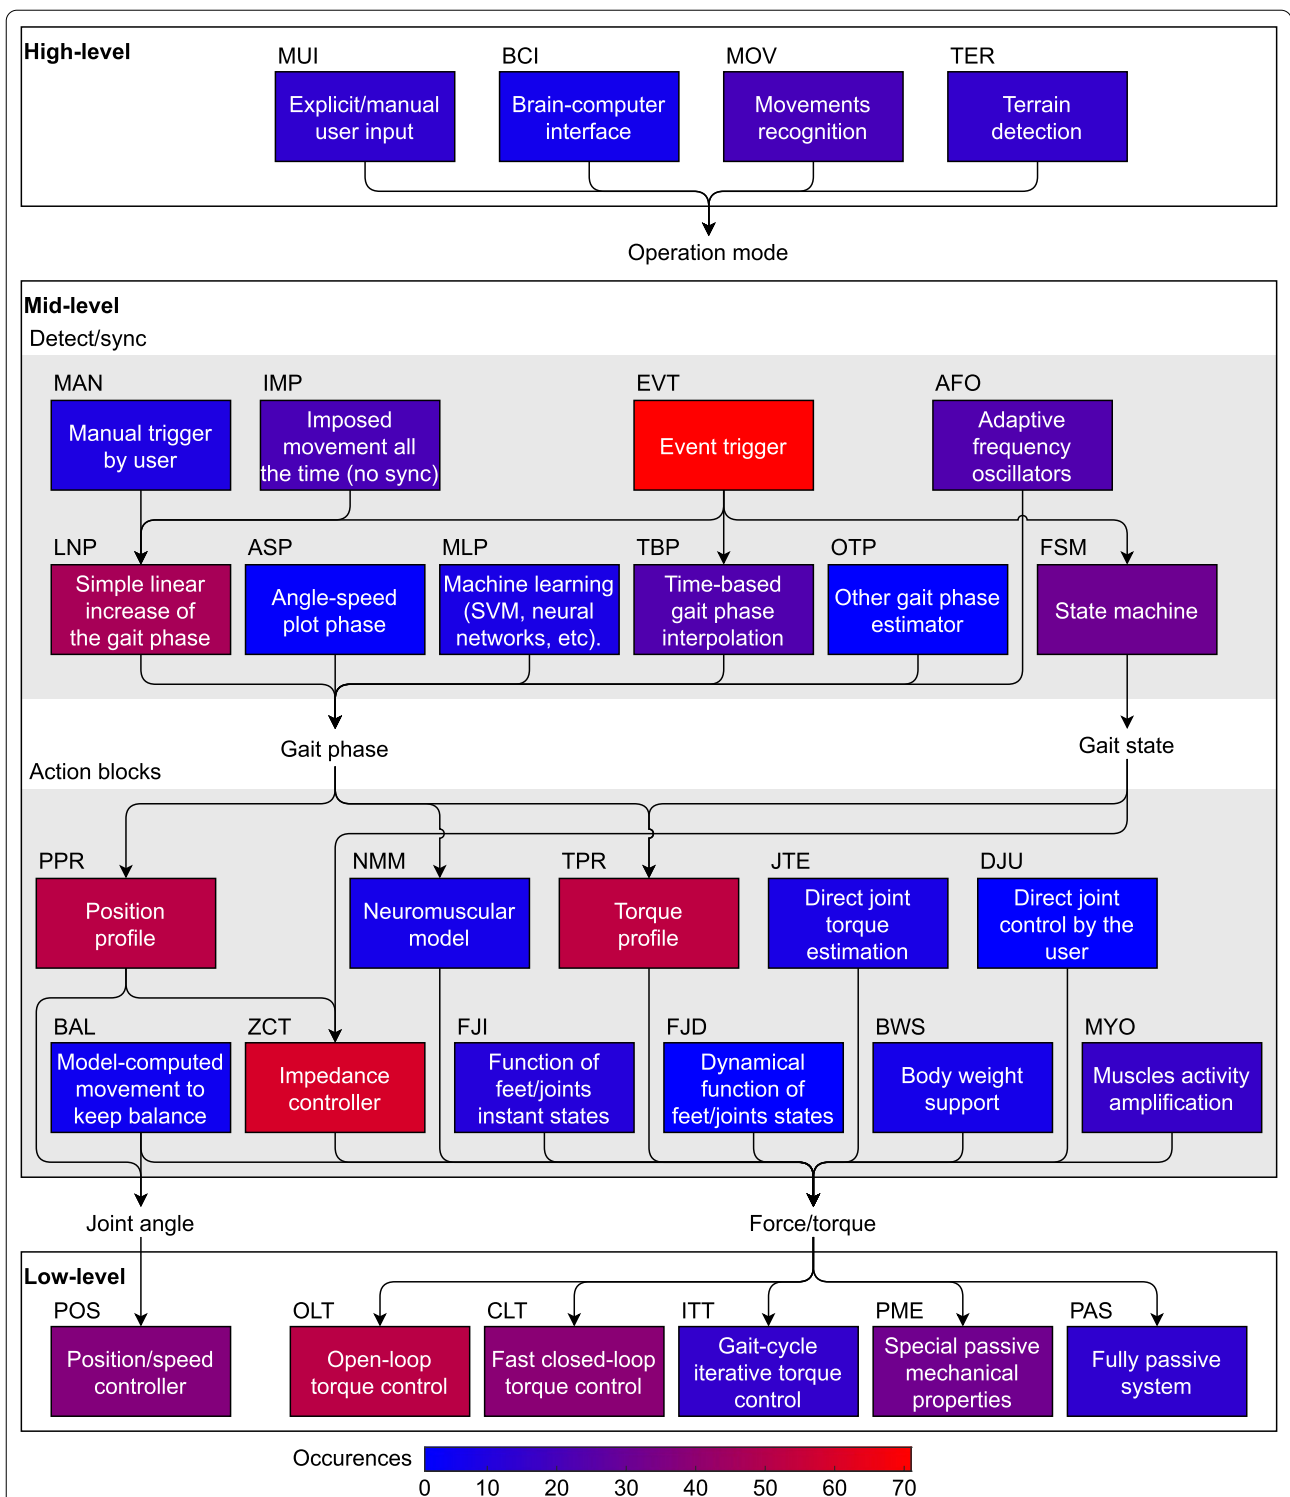 High-level
MUI
BCI
MOV
TER
Explicit/manual
user input
Brain-computer
interface
Movements
recognition
Terrain
detection
Operation mode
Mid-level
Detect/sync
MAN
IMP
EVT
AFO
Manual trigger
by user
Imposed
movement all
the time (no sync)
Event trigger
Adaptive
frequency
oscillators
LNP
ASP
MLP
TBP
OTP
FSM
Simple linear
increase of
the gait phase
Angle-speed
plot phase
Machine learning
(SVM, neural
networks, etc).
Time-based
gait phase
interpolation
Other gait phase
estimator
State machine
Gait phase
Gait state
Action blocks
PPR
NMM
TPR
JTE
DJU
Position
profile
Neuromuscular
model
Torque
profile
Direct joint
torque
estimation
Direct joint
control by the
user
BAL
ZCT
FJI
FJD
BWS
MYO
Model-computed
movement to
keep balance
Impedance
controller
Function of
feet/joints
instant states
Dynamical
function of
feet/joints states
Body weight
support
Muscles activity
amplification
Joint angle
Force/torque
Low-level
POS
OLT
CLT
ITT
PME
PAS
Position/speed
controller
Open-loop
torque control
Fast closed-loop
torque control
Gait-cycle
iterative torque
control
Special passive
mechanical
properties
Fully passive
system
Occurences
0 10 20 30 40 50 60 70